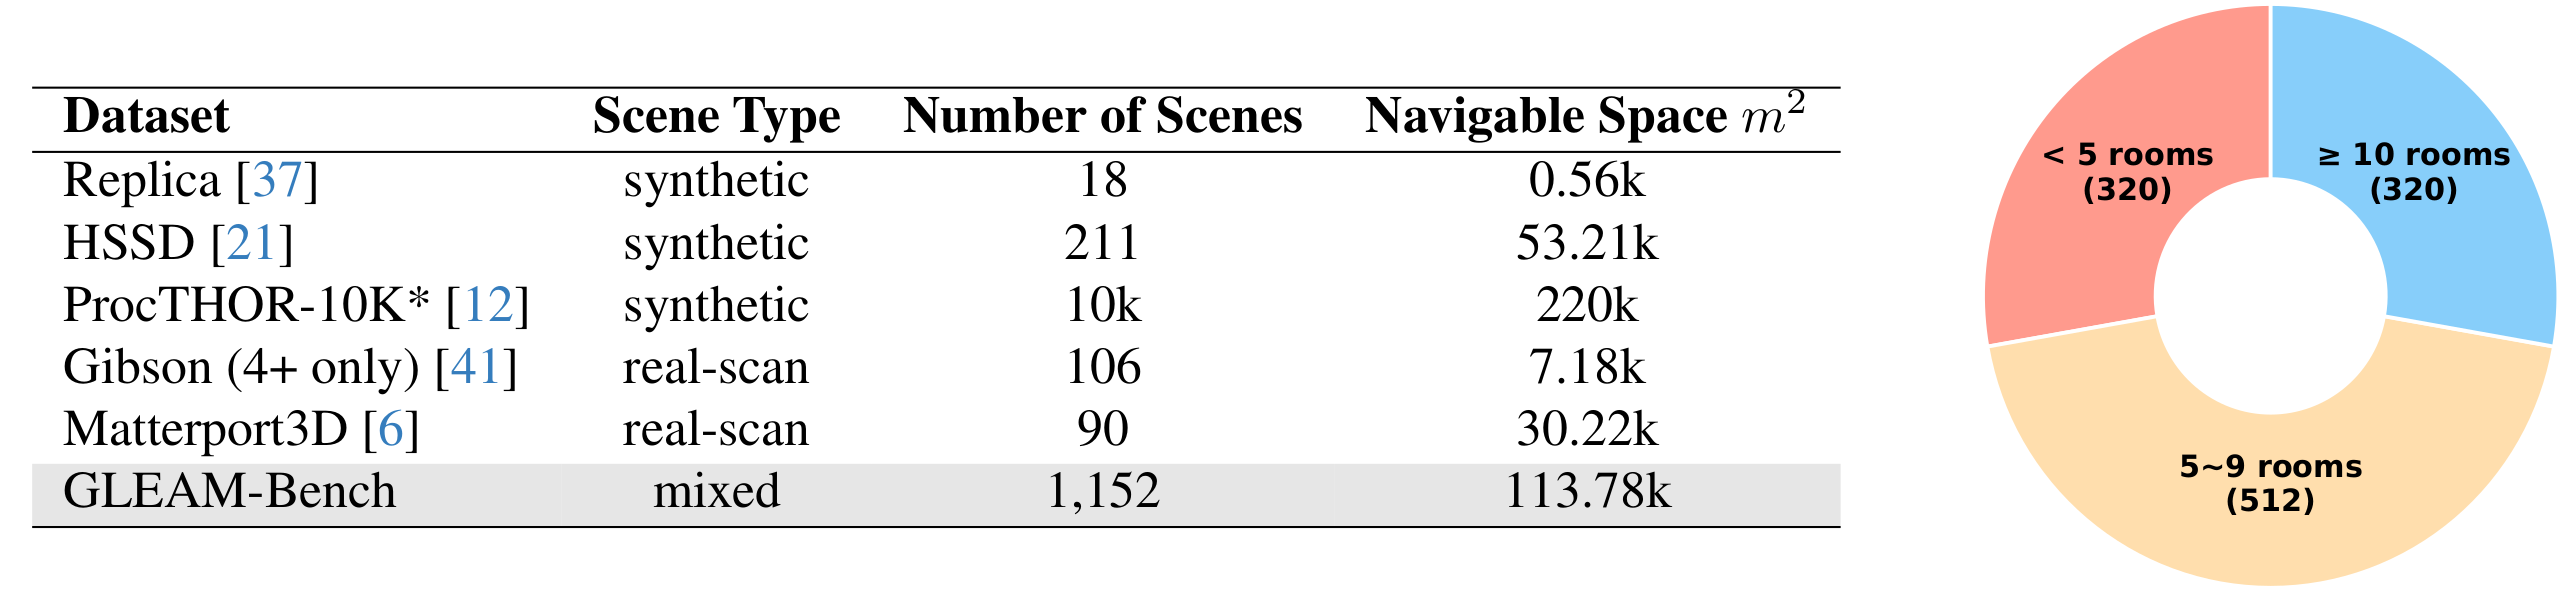 Dataset Scene Type Number of Scenes Navigable Space m²
Replica [37] synthetic 18 0.56k
HSSD [21] synthetic 211 53.21k
ProcTHOR-10K* [12] synthetic 10k 220k
Gibson (4+ only) [41] real-scan 106 7.18k
Matterport3D [6] real-scan 90 30.22k
GLEAM-Bench mixed 1,152 113.78k
< 5 rooms
(320)
≥ 10 rooms
(320)
5~9 rooms
(512)